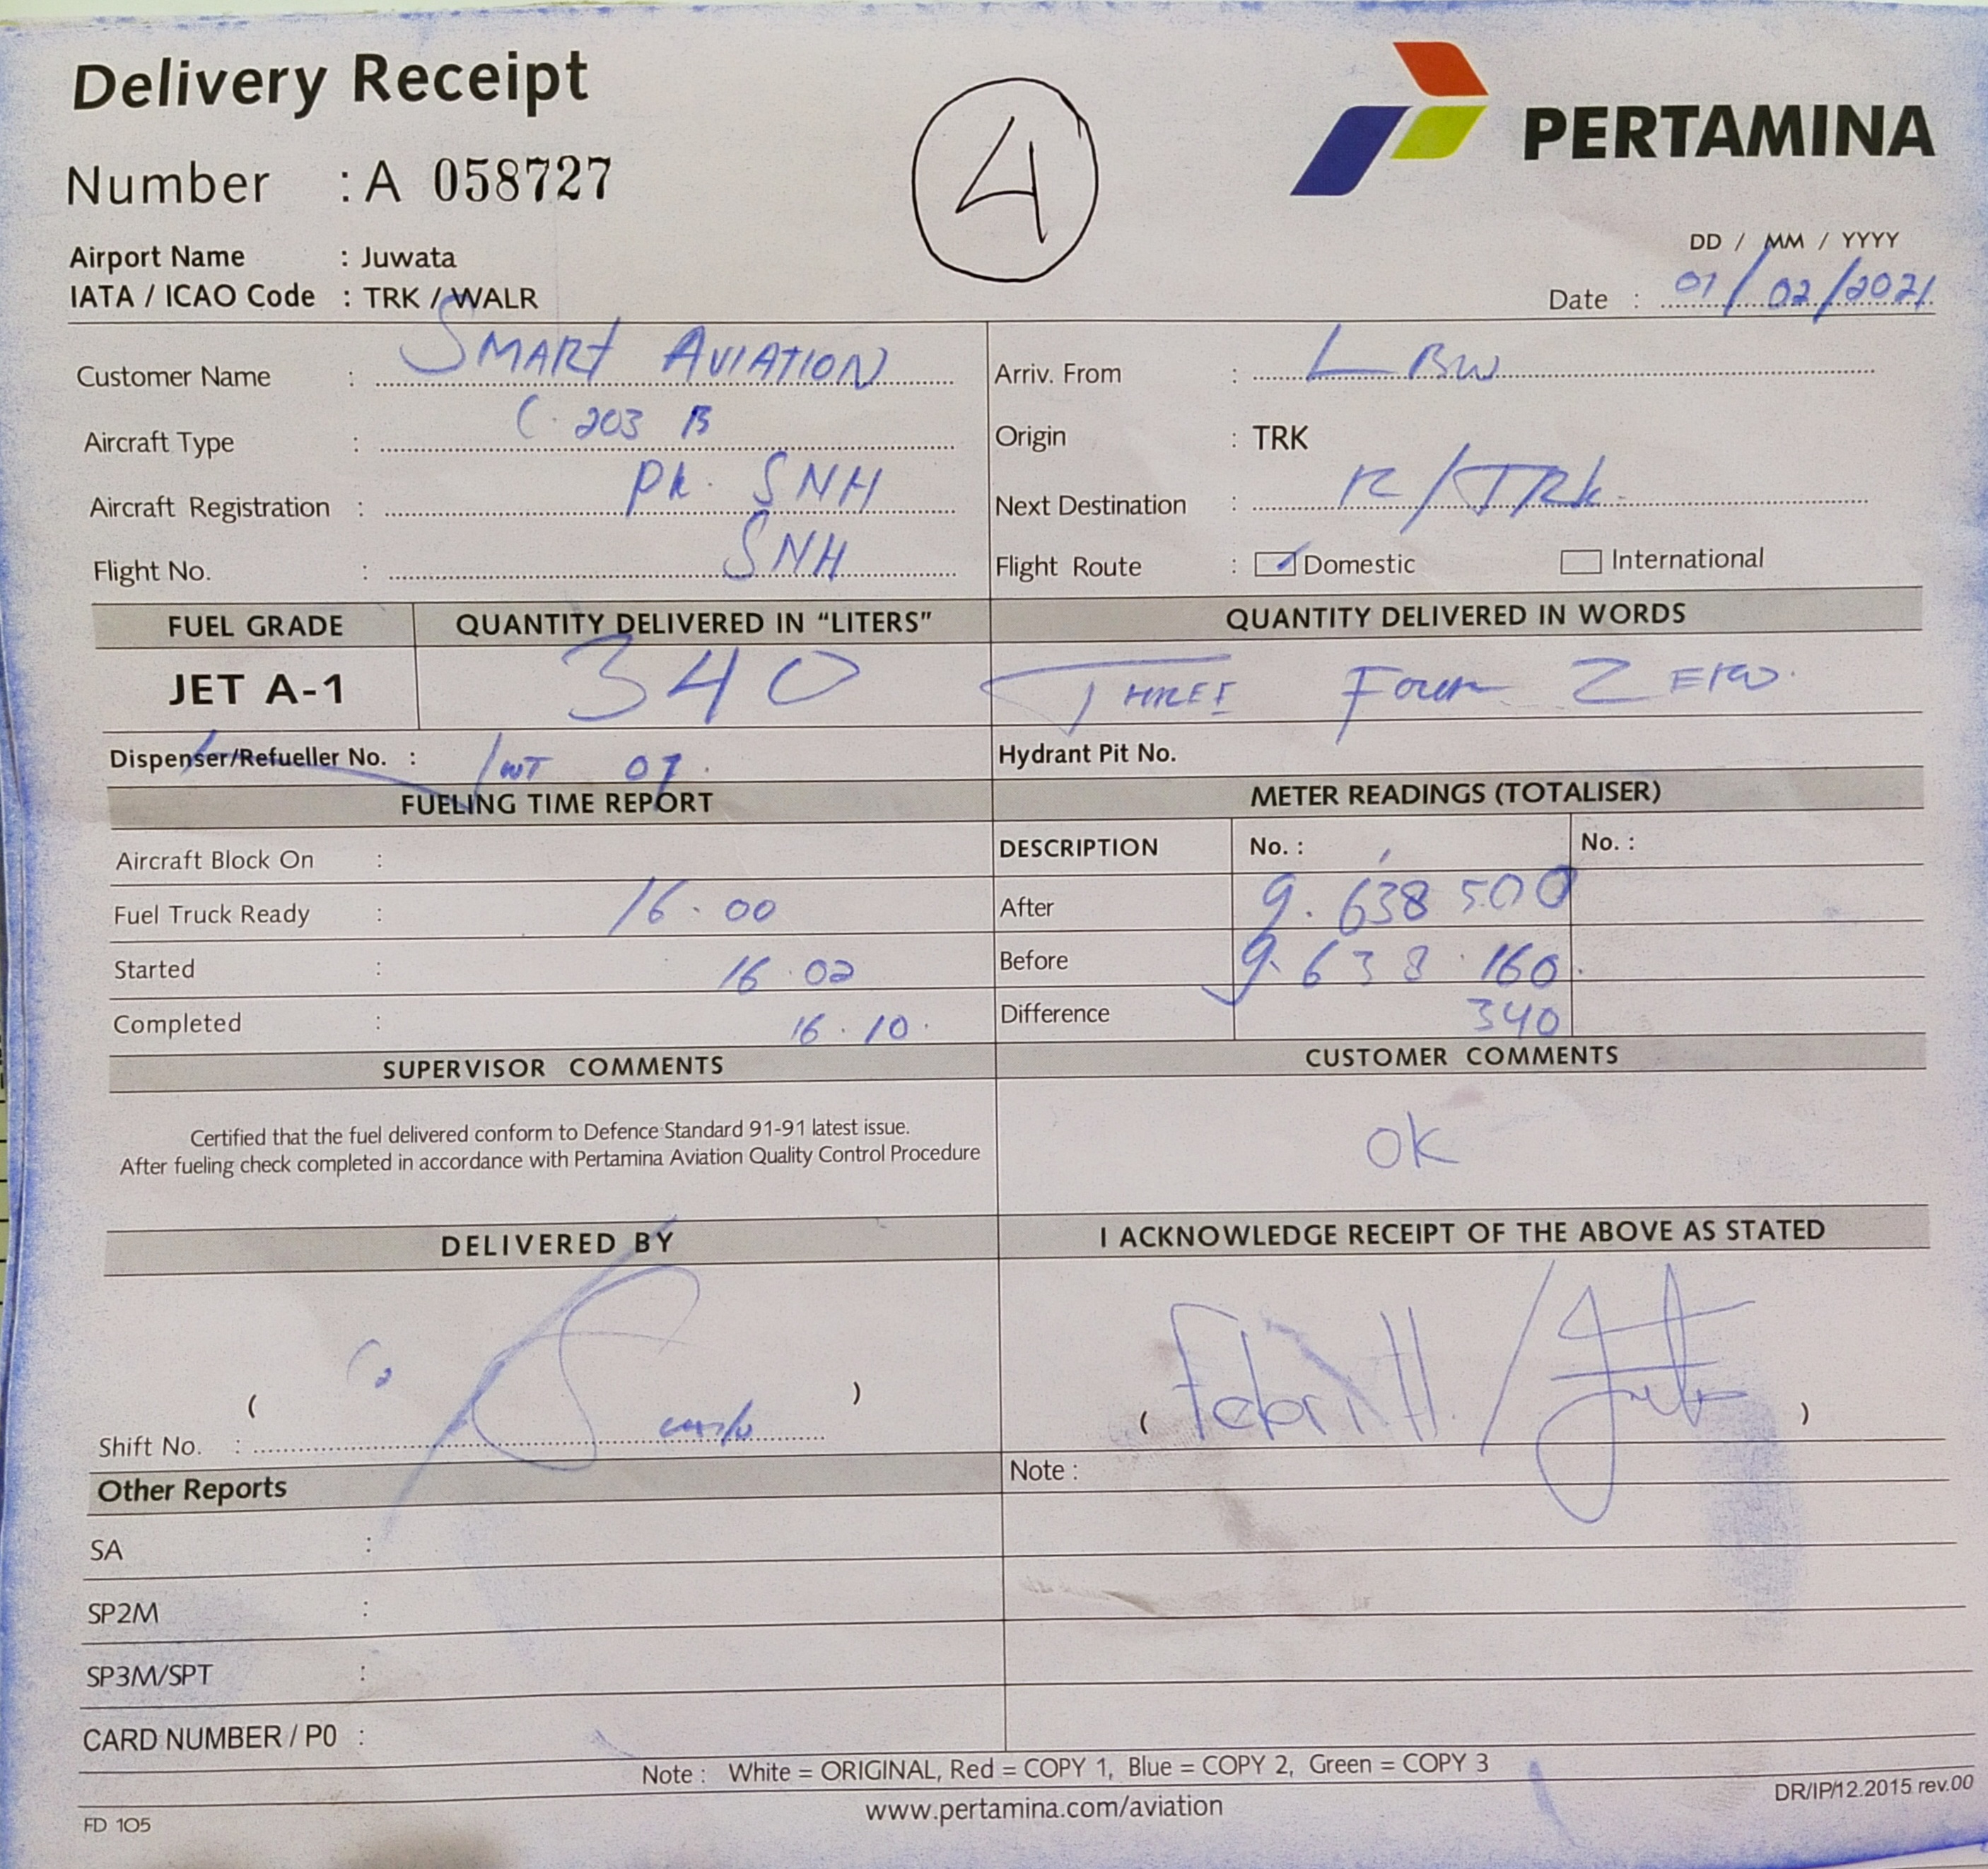 Delivery Receipt
4
PERTAMINA
Number : A 058727
Airport Name : Juwata
IATA / ICAO Code : TRK / WALR
DD / MM / YYYY
Date : 01/02/2021
Customer Name : SMART AVIATION
Arriv. From : LBW
Aircraft Type : C 203 B
Origin : TRK
Aircraft Registration : PK. SNH
Next Destination : R/TRK
Flight No. : SNH
Flight Route : Domestic International
FUEL GRADE QUANTITY DELIVERED IN “LITERS” QUANTITY DELIVERED IN WORDS
JET A-1 340 THREE FOUR ZERO.
Dispenser/Refueller No. : INT 07.
Hydrant Pit No.
FUELING TIME REPORT METER READINGS (TOTALISER)
Aircraft Block On :
DESCRIPTION No. : No. :
Fuel Truck Ready : 16.00
After 9.638 500
Started : 16.02
Before 9.638.160.
Completed : 16.10.
Difference 340
SUPERVISOR COMMENTS CUSTOMER COMMENTS
Certified that the fuel delivered conform to Defence Standard 91-91 latest issue.
After fueling check completed in accordance with Pertamina Aviation Quality Control Procedure
OK
DELIVERED BY I ACKNOWLEDGE RECEIPT OF THE ABOVE AS STATED
( )
( )
Shift No. :
Other Reports
Note :
SA :
SP2M :
SP3M/SPT :
CARD NUMBER / P0 :
Note : White = ORIGINAL, Red = COPY 1, Blue = COPY 2, Green = COPY 3
www.pertamina.com/aviation
DR/IP/12.2015 rev.00
FD 105